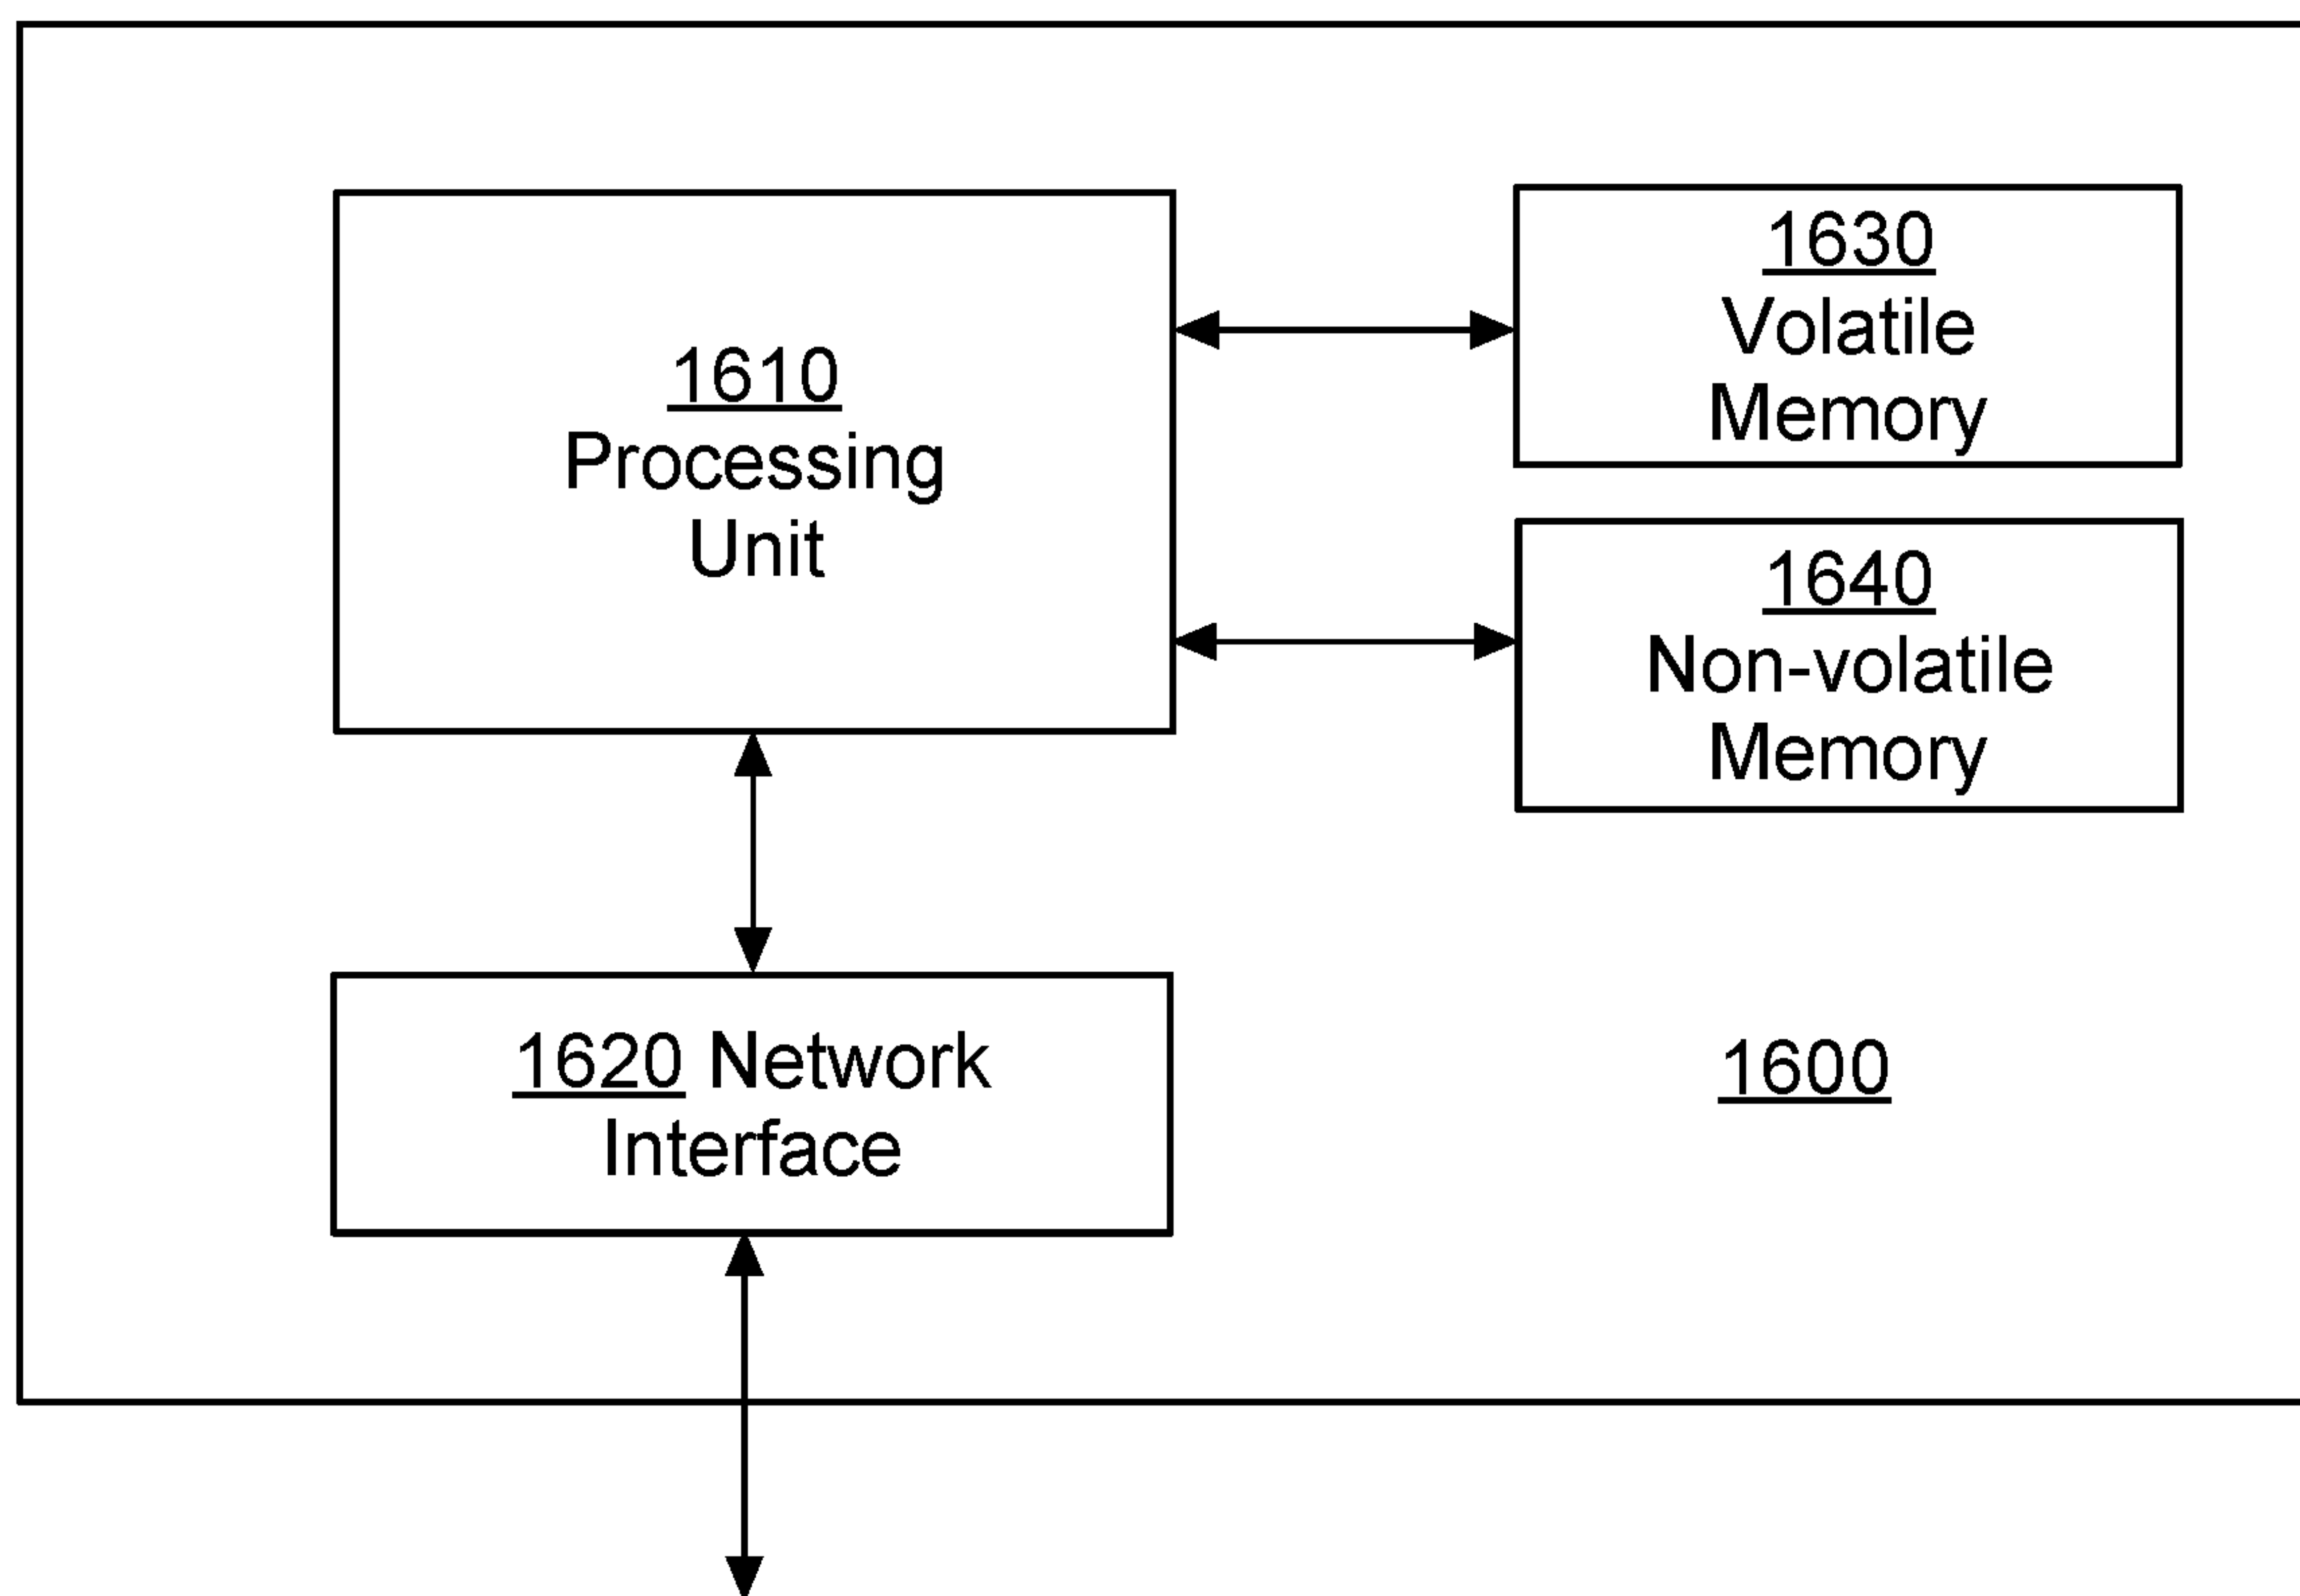 1610
Processing
Unit
1630
Volatile
Memory
1640
Non-volatile
Memory
1620 Network
Interface
1600